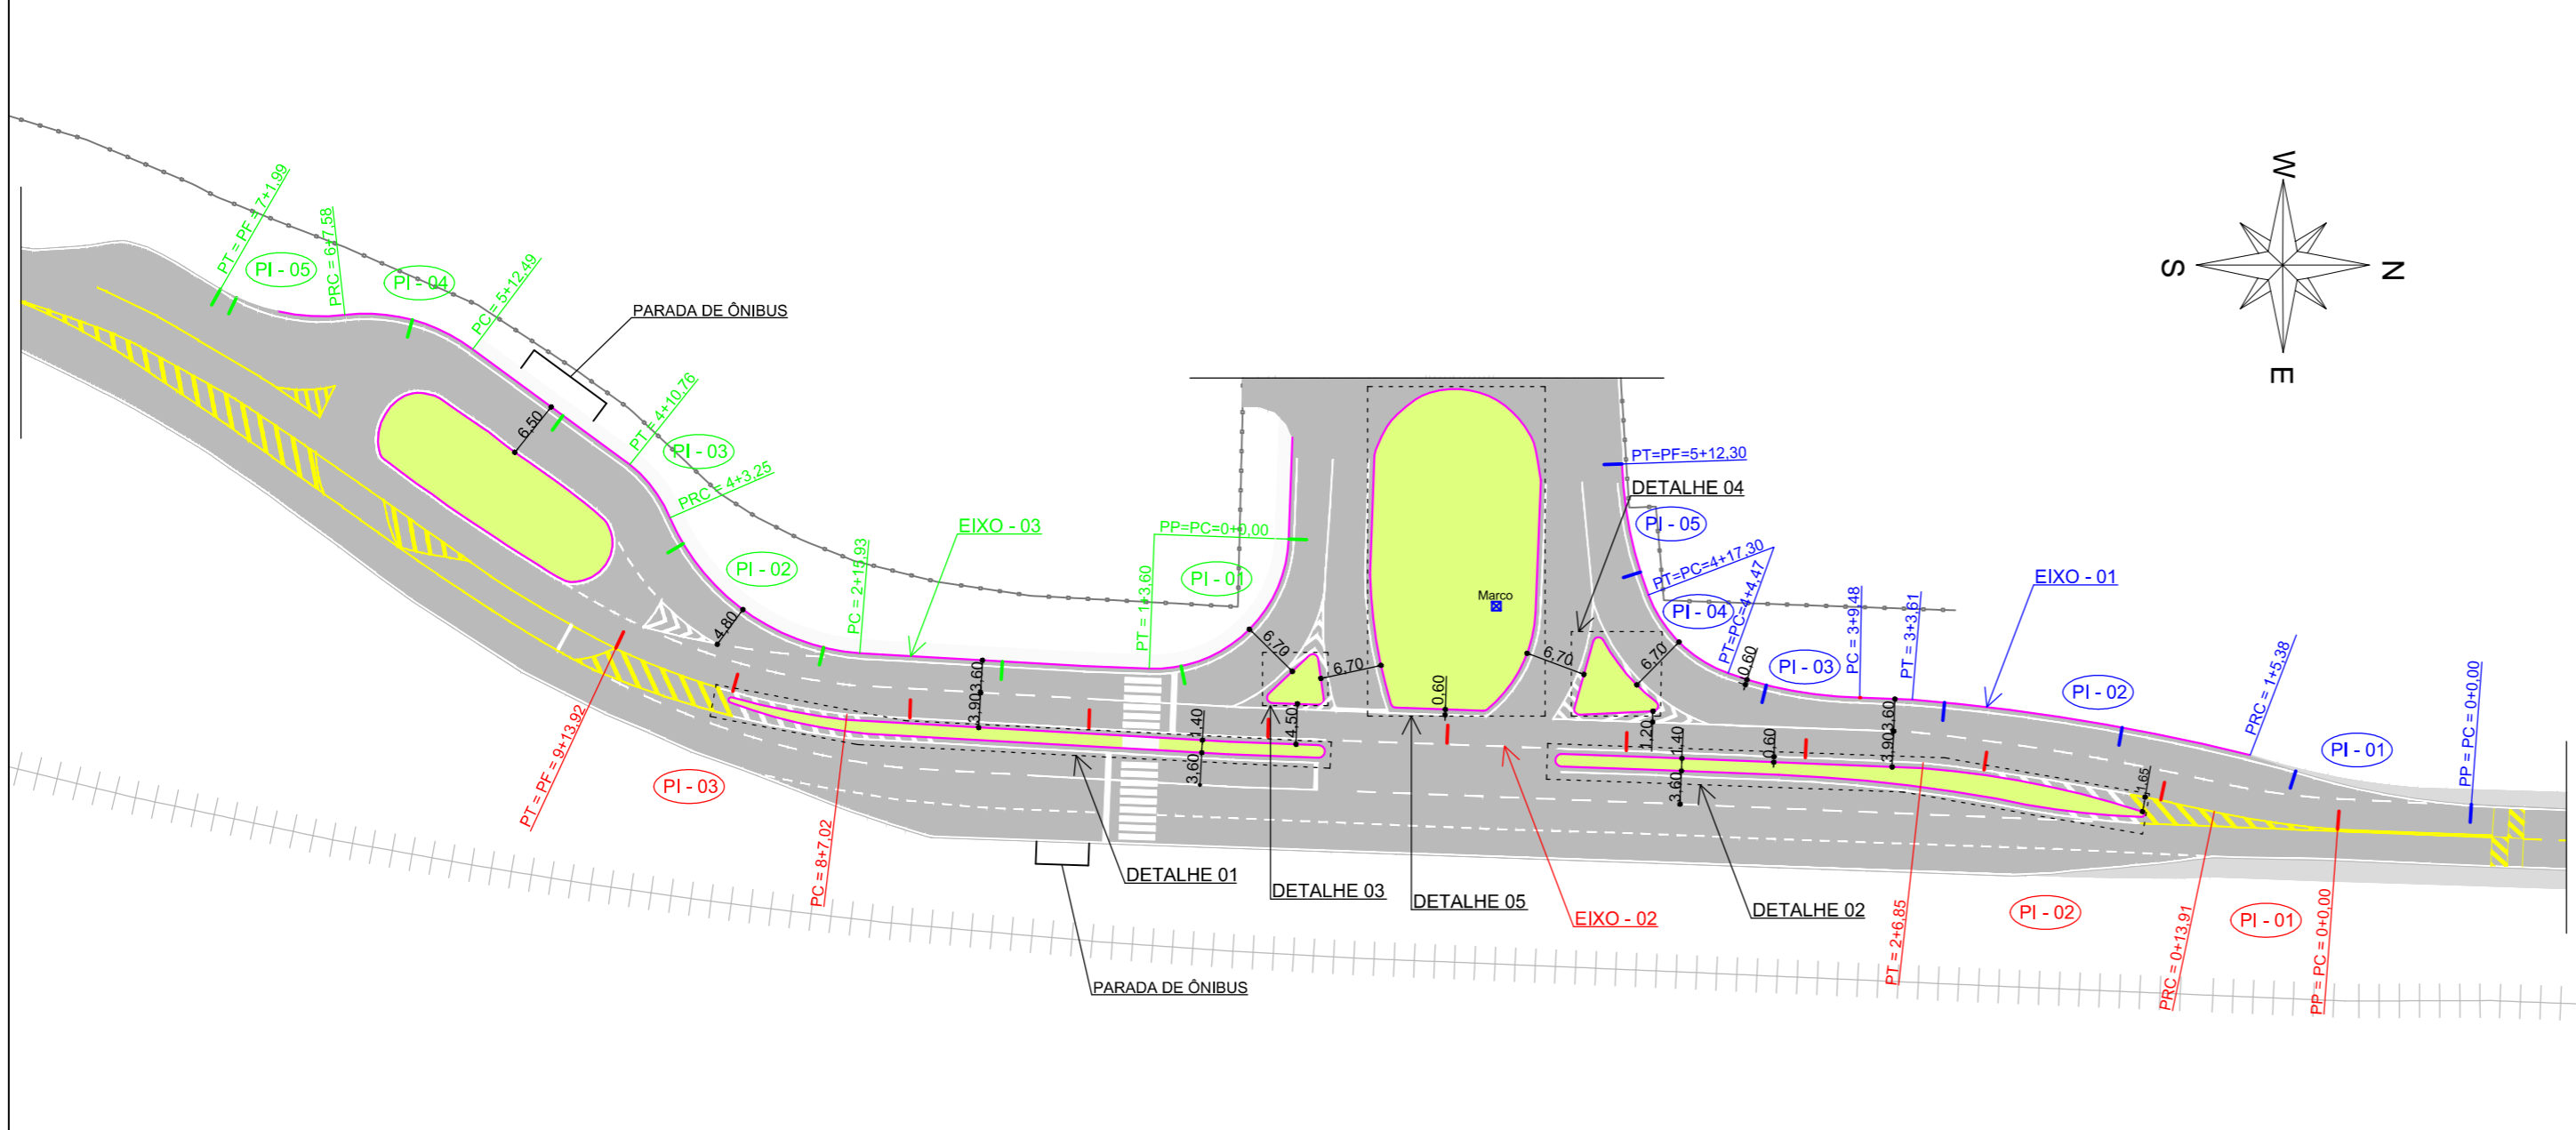 W
S
N
E
PT = PF = 7+1,99
PI - 05
PRC = 6+7,58
PI - 04
PC = 5+12,49
PARADA DE ÔNIBUS
6,50
PT = 4+10,76
PI - 03
PRC = 4+3,25
PI - 02
4,80
PC = 2+15,93
EIXO - 03
PP=PC=0+0,00
PT = 1+3,60
PI - 01
3,60
3,90
6,70
6,70
4,50
1,40
3,60
0,60
Marco
6,70
6,70
PT=PF=5+12,30
DETALHE 04
PI - 05
PT=PC=4+17,30
PI - 04
PT=PC=4+4,47
0,60
PI - 03
PC = 3+9,48
PT = 3+3,61
EIXO - 01
PI - 02
PRC = 1+5,38
PI - 01
PP = PC = 0+0,00
1,20
1,40
3,60
0,60
3,60
3,90
1,65
PT = PF = 9+13,92
PI - 03
PC = 8+7,02
DETALHE 01
DETALHE 03
DETALHE 05
EIXO - 02
DETALHE 02
PT = 2+6,85
PI - 02
PRC = 0+13,91
PI - 01
PP = PC = 0+0,00
PARADA DE ÔNIBUS